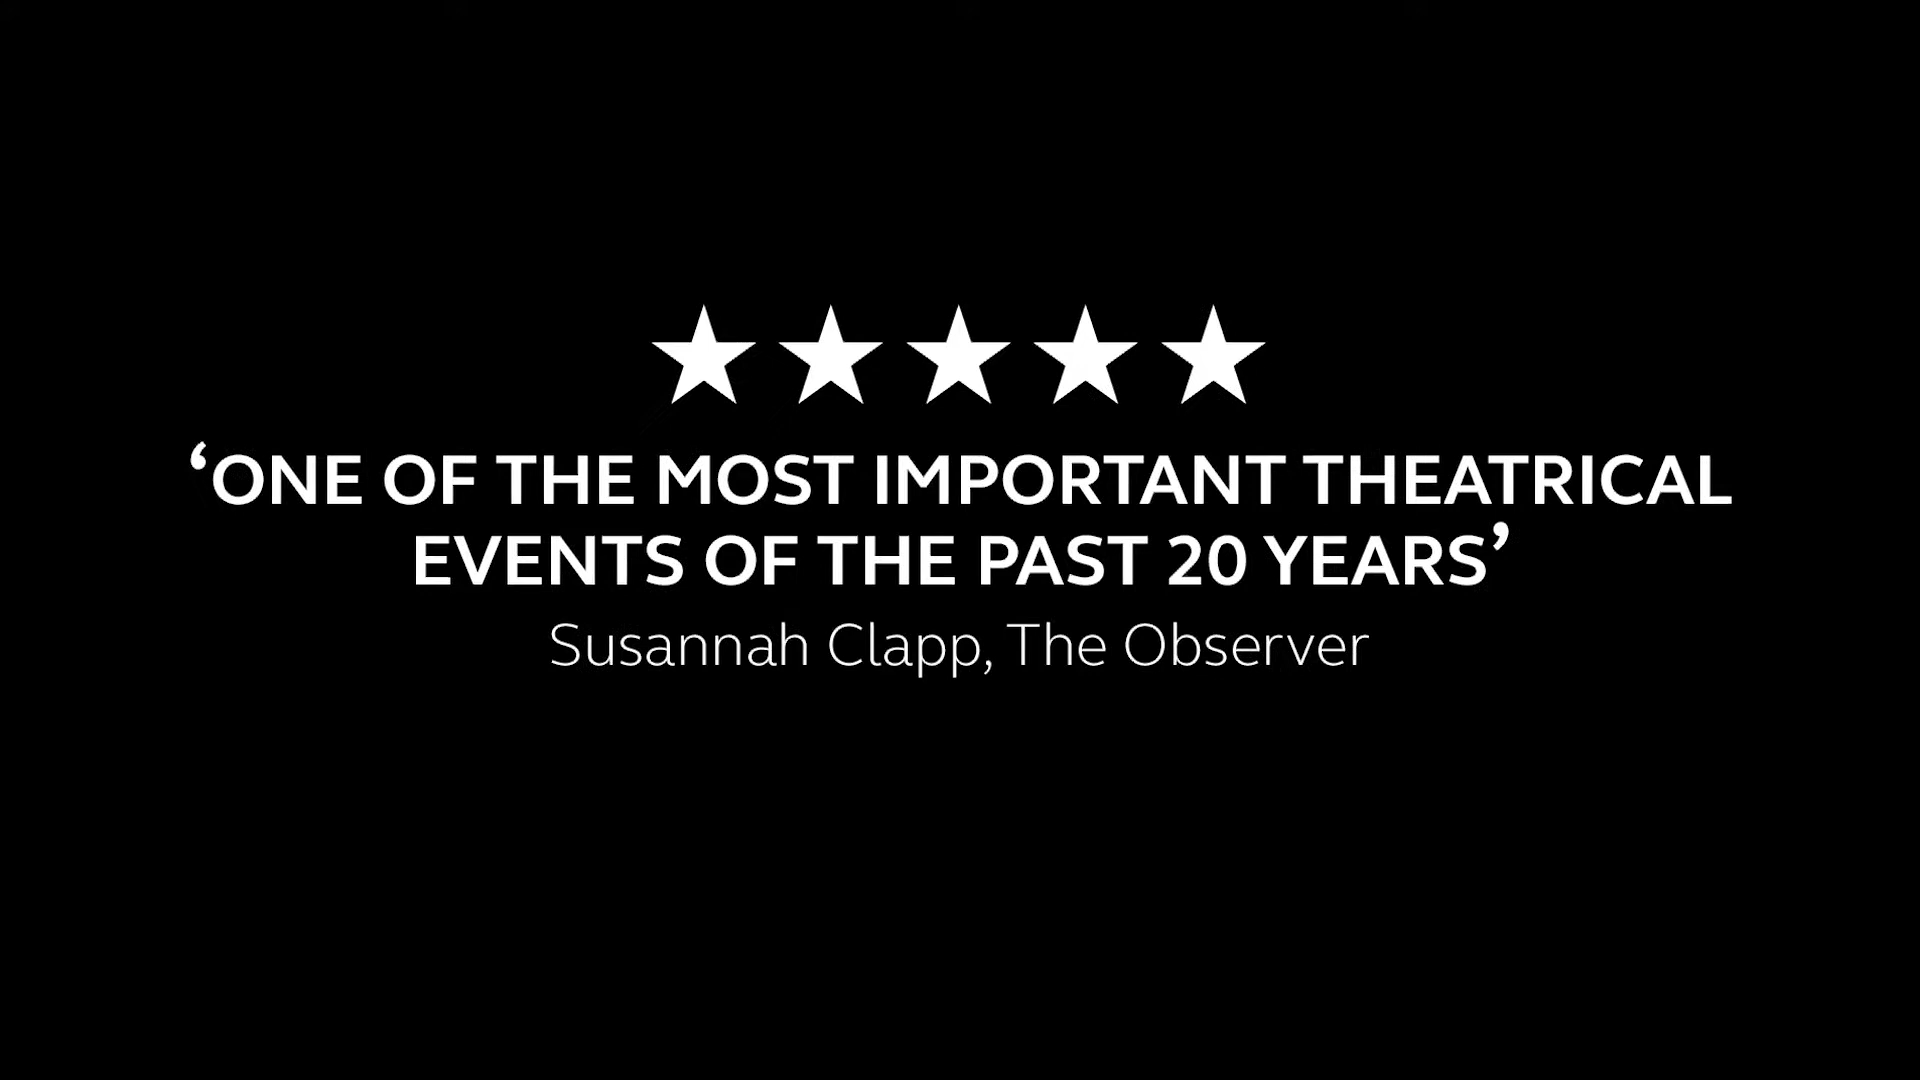 ‘ONE OF THE MOST IMPORTANT THEATRICAL
EVENTS OF THE PAST 20 YEARS’
Susannah Clapp, The Observer